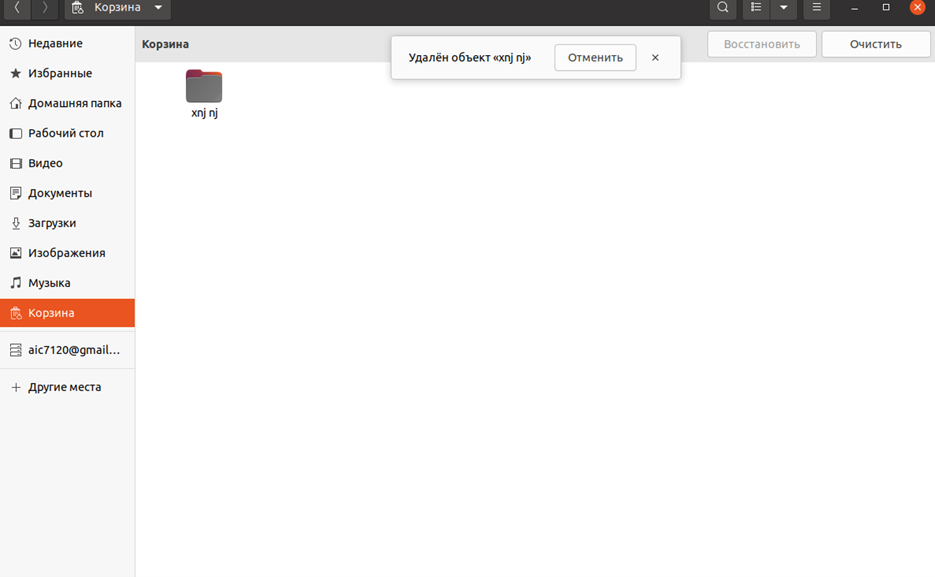 Корзина
Недавние
Избранные
Домашняя папка
Рабочий стол
Видео
Документы
Загрузки
Изображения
Музыка
Корзина
aic7120@gmail...
Другие места
Корзина
Удалён объект «xnj nj»
Отменить
Восстановить
Очистить
xnj nj